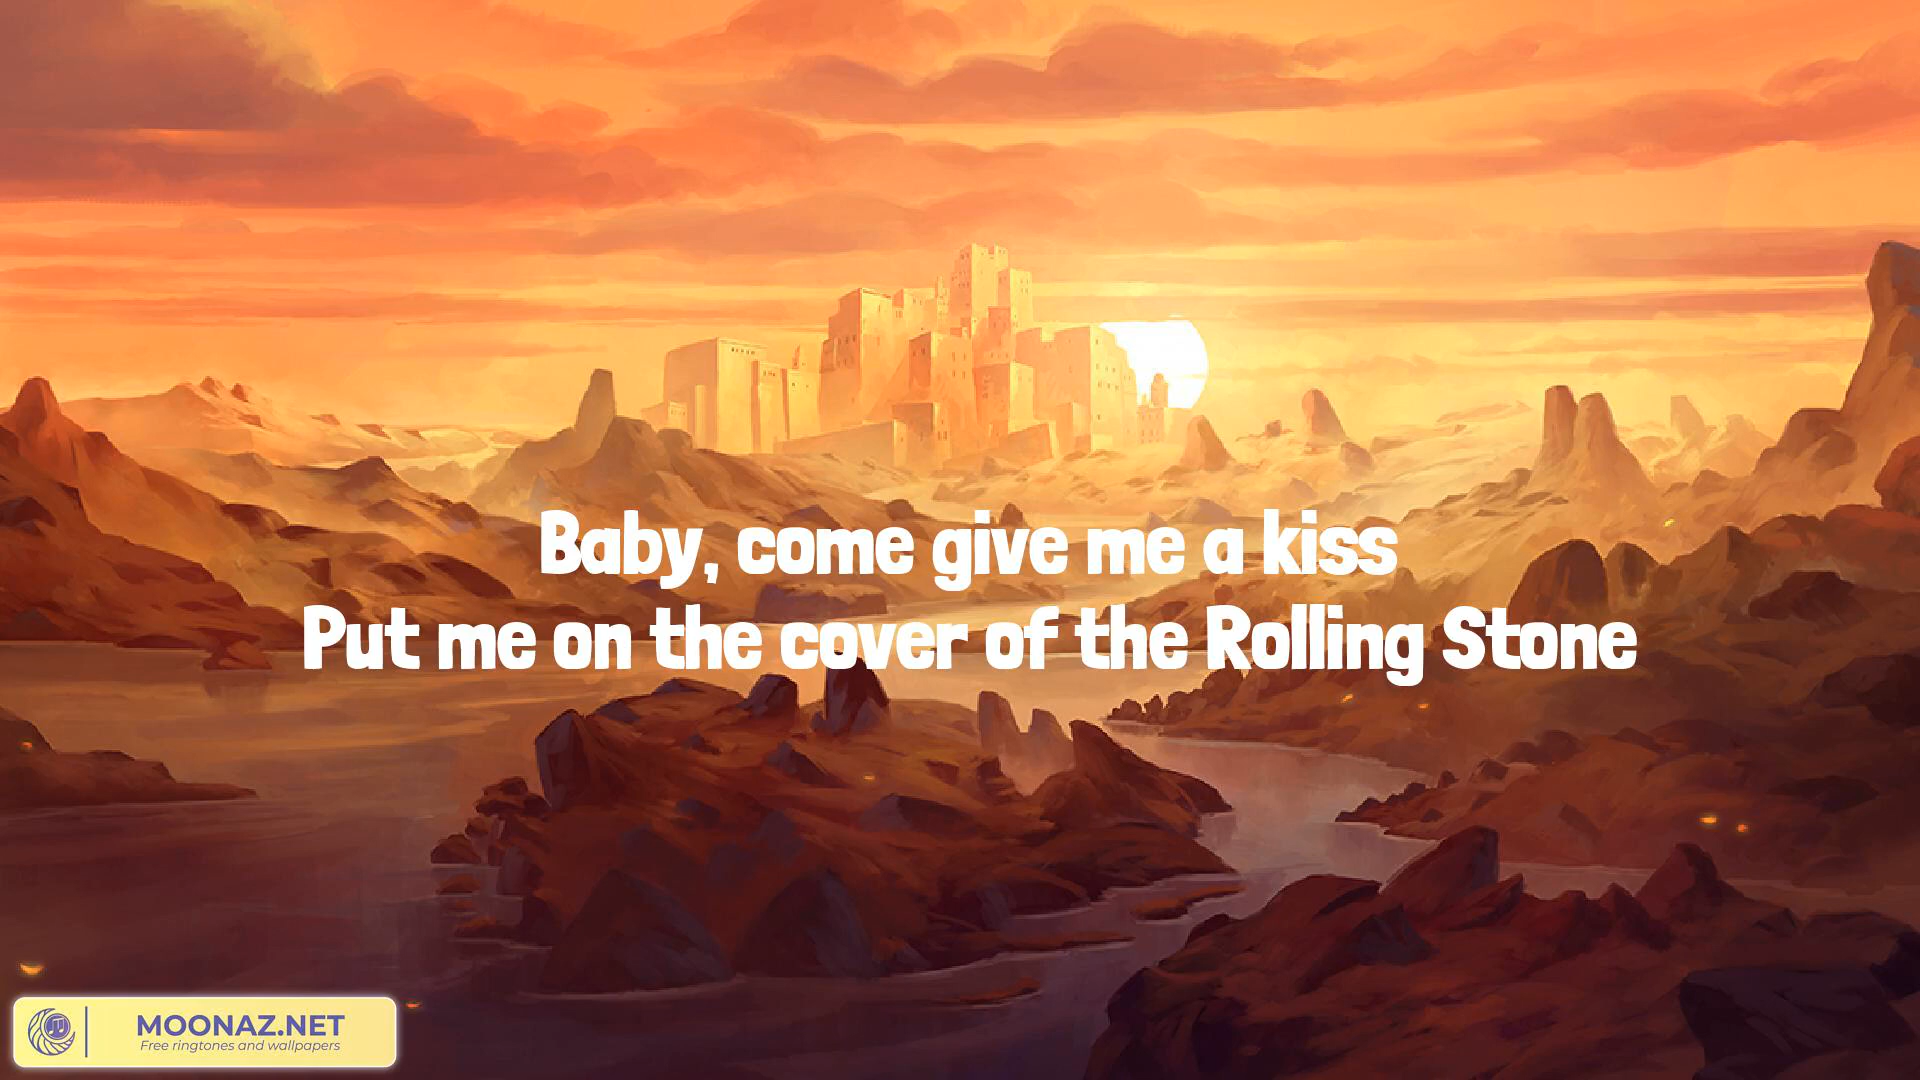 Baby, come give me a kiss
Put me on the cover of the Rolling Stone
MOONAZ.NET
Free ringtones and wallpapers